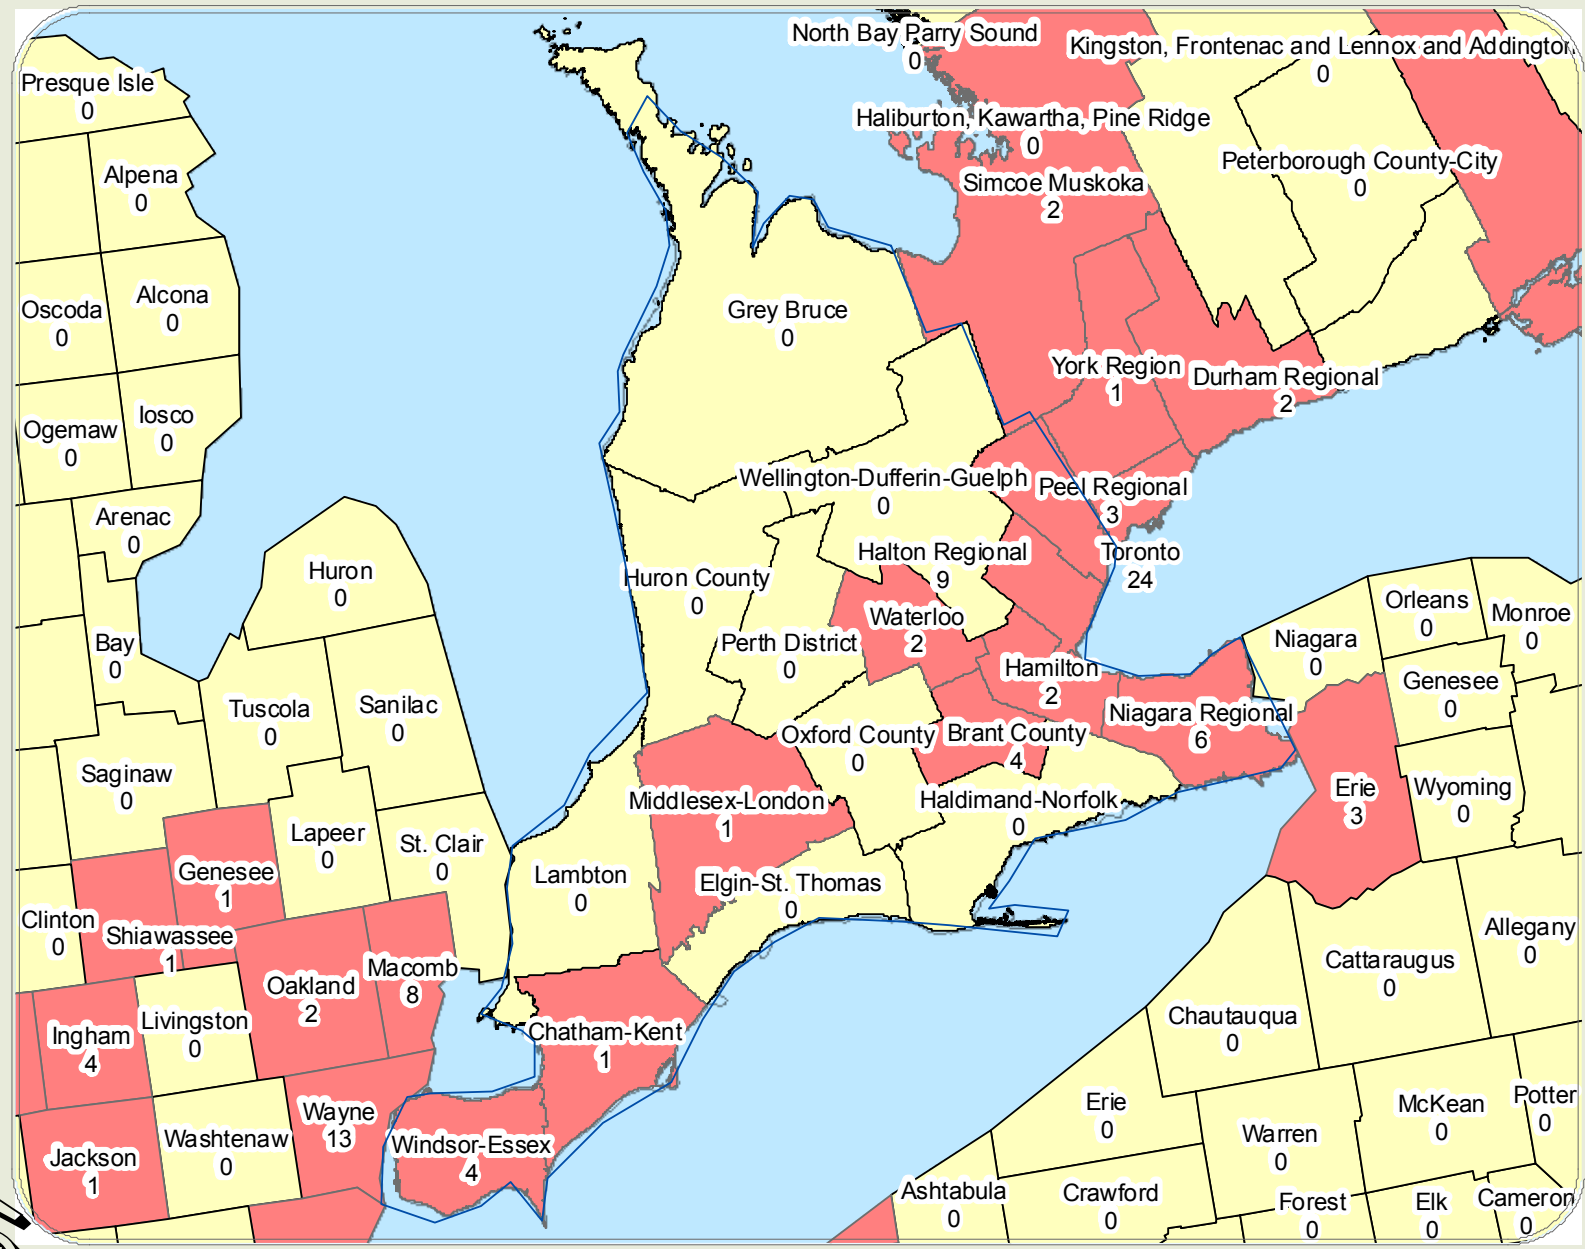 North Bay Parry Sound
0
Kingston, Frontenac and Lennox and Addington
0
Presque Isle
0
Haliburton, Kawartha, Pine Ridge
0
Peterborough County-City
0
Alpena
0
Simcoe Muskoka
2
Oscoda
0
Alcona
0
Grey Bruce
0
York Region
1
Durham Regional
2
Ogemaw
0
Iosco
0
Wellington-Dufferin-Guelph
0
Peel Regional
3
Arenac
0
Halton Regional
9
Toronto
24
Huron
0
Huron County
0
Waterloo
2
Perth District
0
Orleans
0
Monroe
0
Niagara
0
Bay
0
Hamilton
2
Genesee
0
Tuscola
0
Sanilac
0
Niagara Regional
6
Oxford County
0
Brant County
4
Saginaw
0
Middlesex-London
1
Haldimand-Norfolk
0
Erie
3
Wyoming
0
Lapeer
0
St. Clair
0
Genesee
1
Lambton
0
Elgin-St. Thomas
0
Clinton
0
Shiawassee
1
Allegany
0
Oakland
2
Macomb
8
Cattaraugus
0
Ingham
4
Livingston
0
Chatham-Kent
1
Chautauqua
0
Wayne
13
Washtenaw
0
Erie
0
McKean
0
Potter
0
Jackson
1
Windsor-Essex
4
Warren
0
Ashtabula
0
Crawford
0
Forest
0
Elk
0
Cameron
0